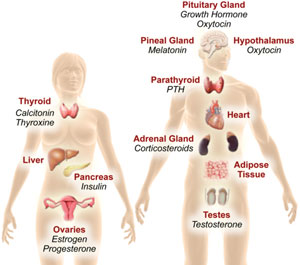 Pituitary Gland
Growth Hormone
Oxytocin
Pineal Gland
Melatonin
Hypothalamus
Oxytocin
Parathyroid
PTH
Thyroid
Calcitonin
Thyroxine
Heart
Adrenal Gland
Corticosteroids
Liver
Pancreas
Insulin
Adipose
Tissue
Ovaries
Estrogen
Progesterone
Testes
Testosterone